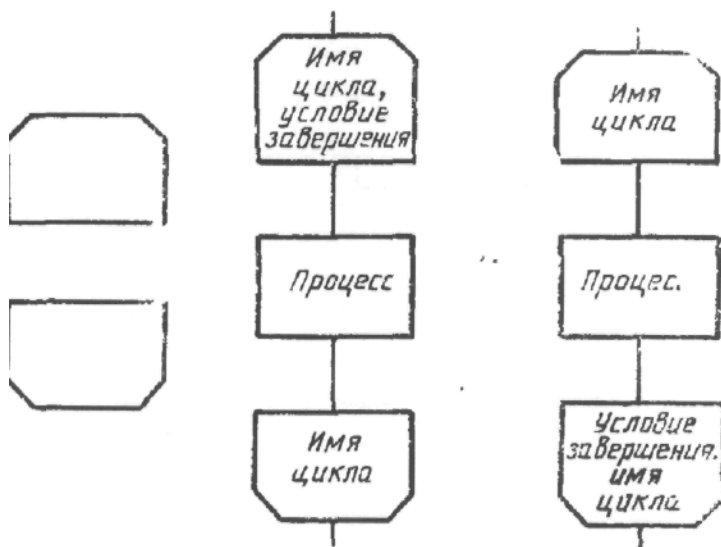 Имя
цикла,
условие
завершения
Процесс
Имя
цикла
Имя
цикла
Процес.
Условие
завершения.
имя
цикла